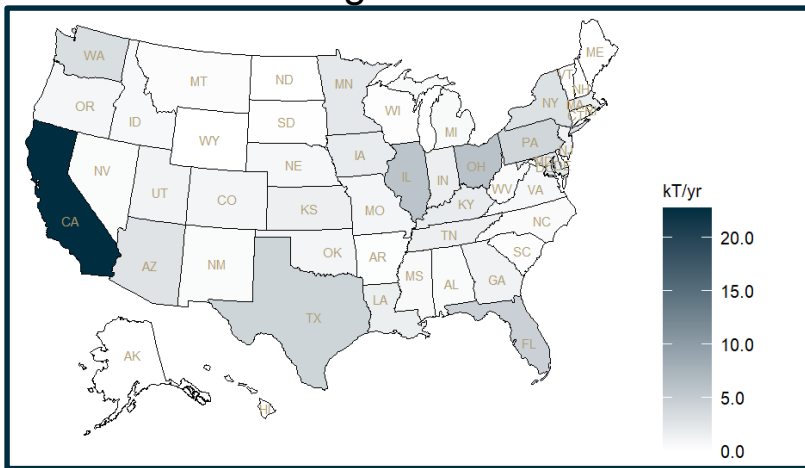 ME
WA
MT
ND
MN
VT
NH
OR
ID
SD
WI
NY
MA
MI
CT
WY
IA
PA
NJ
NE
NV
UT
CO
IL
IN
OH
WV
VA
KS
MO
KY
CA
NC
TN
AZ
NM
OK
AR
SC
MS
AL
GA
TX
LA
FL
AK
HI
kT/yr
20.0
15.0
10.0
5.0
0.0